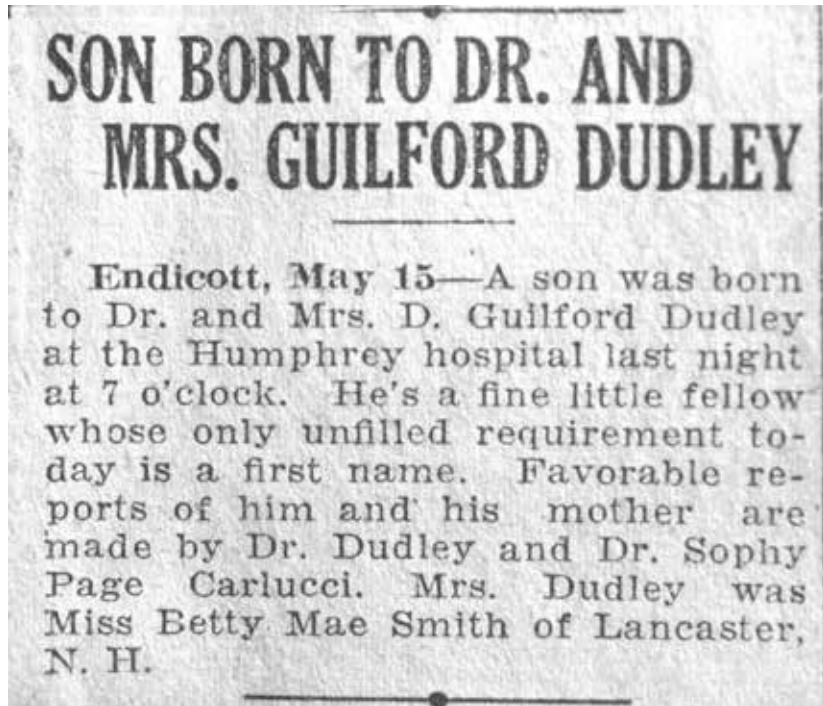 SON BORN TO DR. AND
MRS. GUILFORD DUDLEY
Endicott, May 15—A son was born
to Dr. and Mrs. D. Guilford Dudley
at the Humphrey hospital last night
at 7 o'clock. He's a fine little fellow
whose only unfilled requirement to-
day is a first name. Favorable re-
ports of him and his mother are
made by Dr. Dudley and Dr. Sophy
Page Carlucci. Mrs. Dudley was
Miss Betty Mae Smith of Lancaster,
N. H.